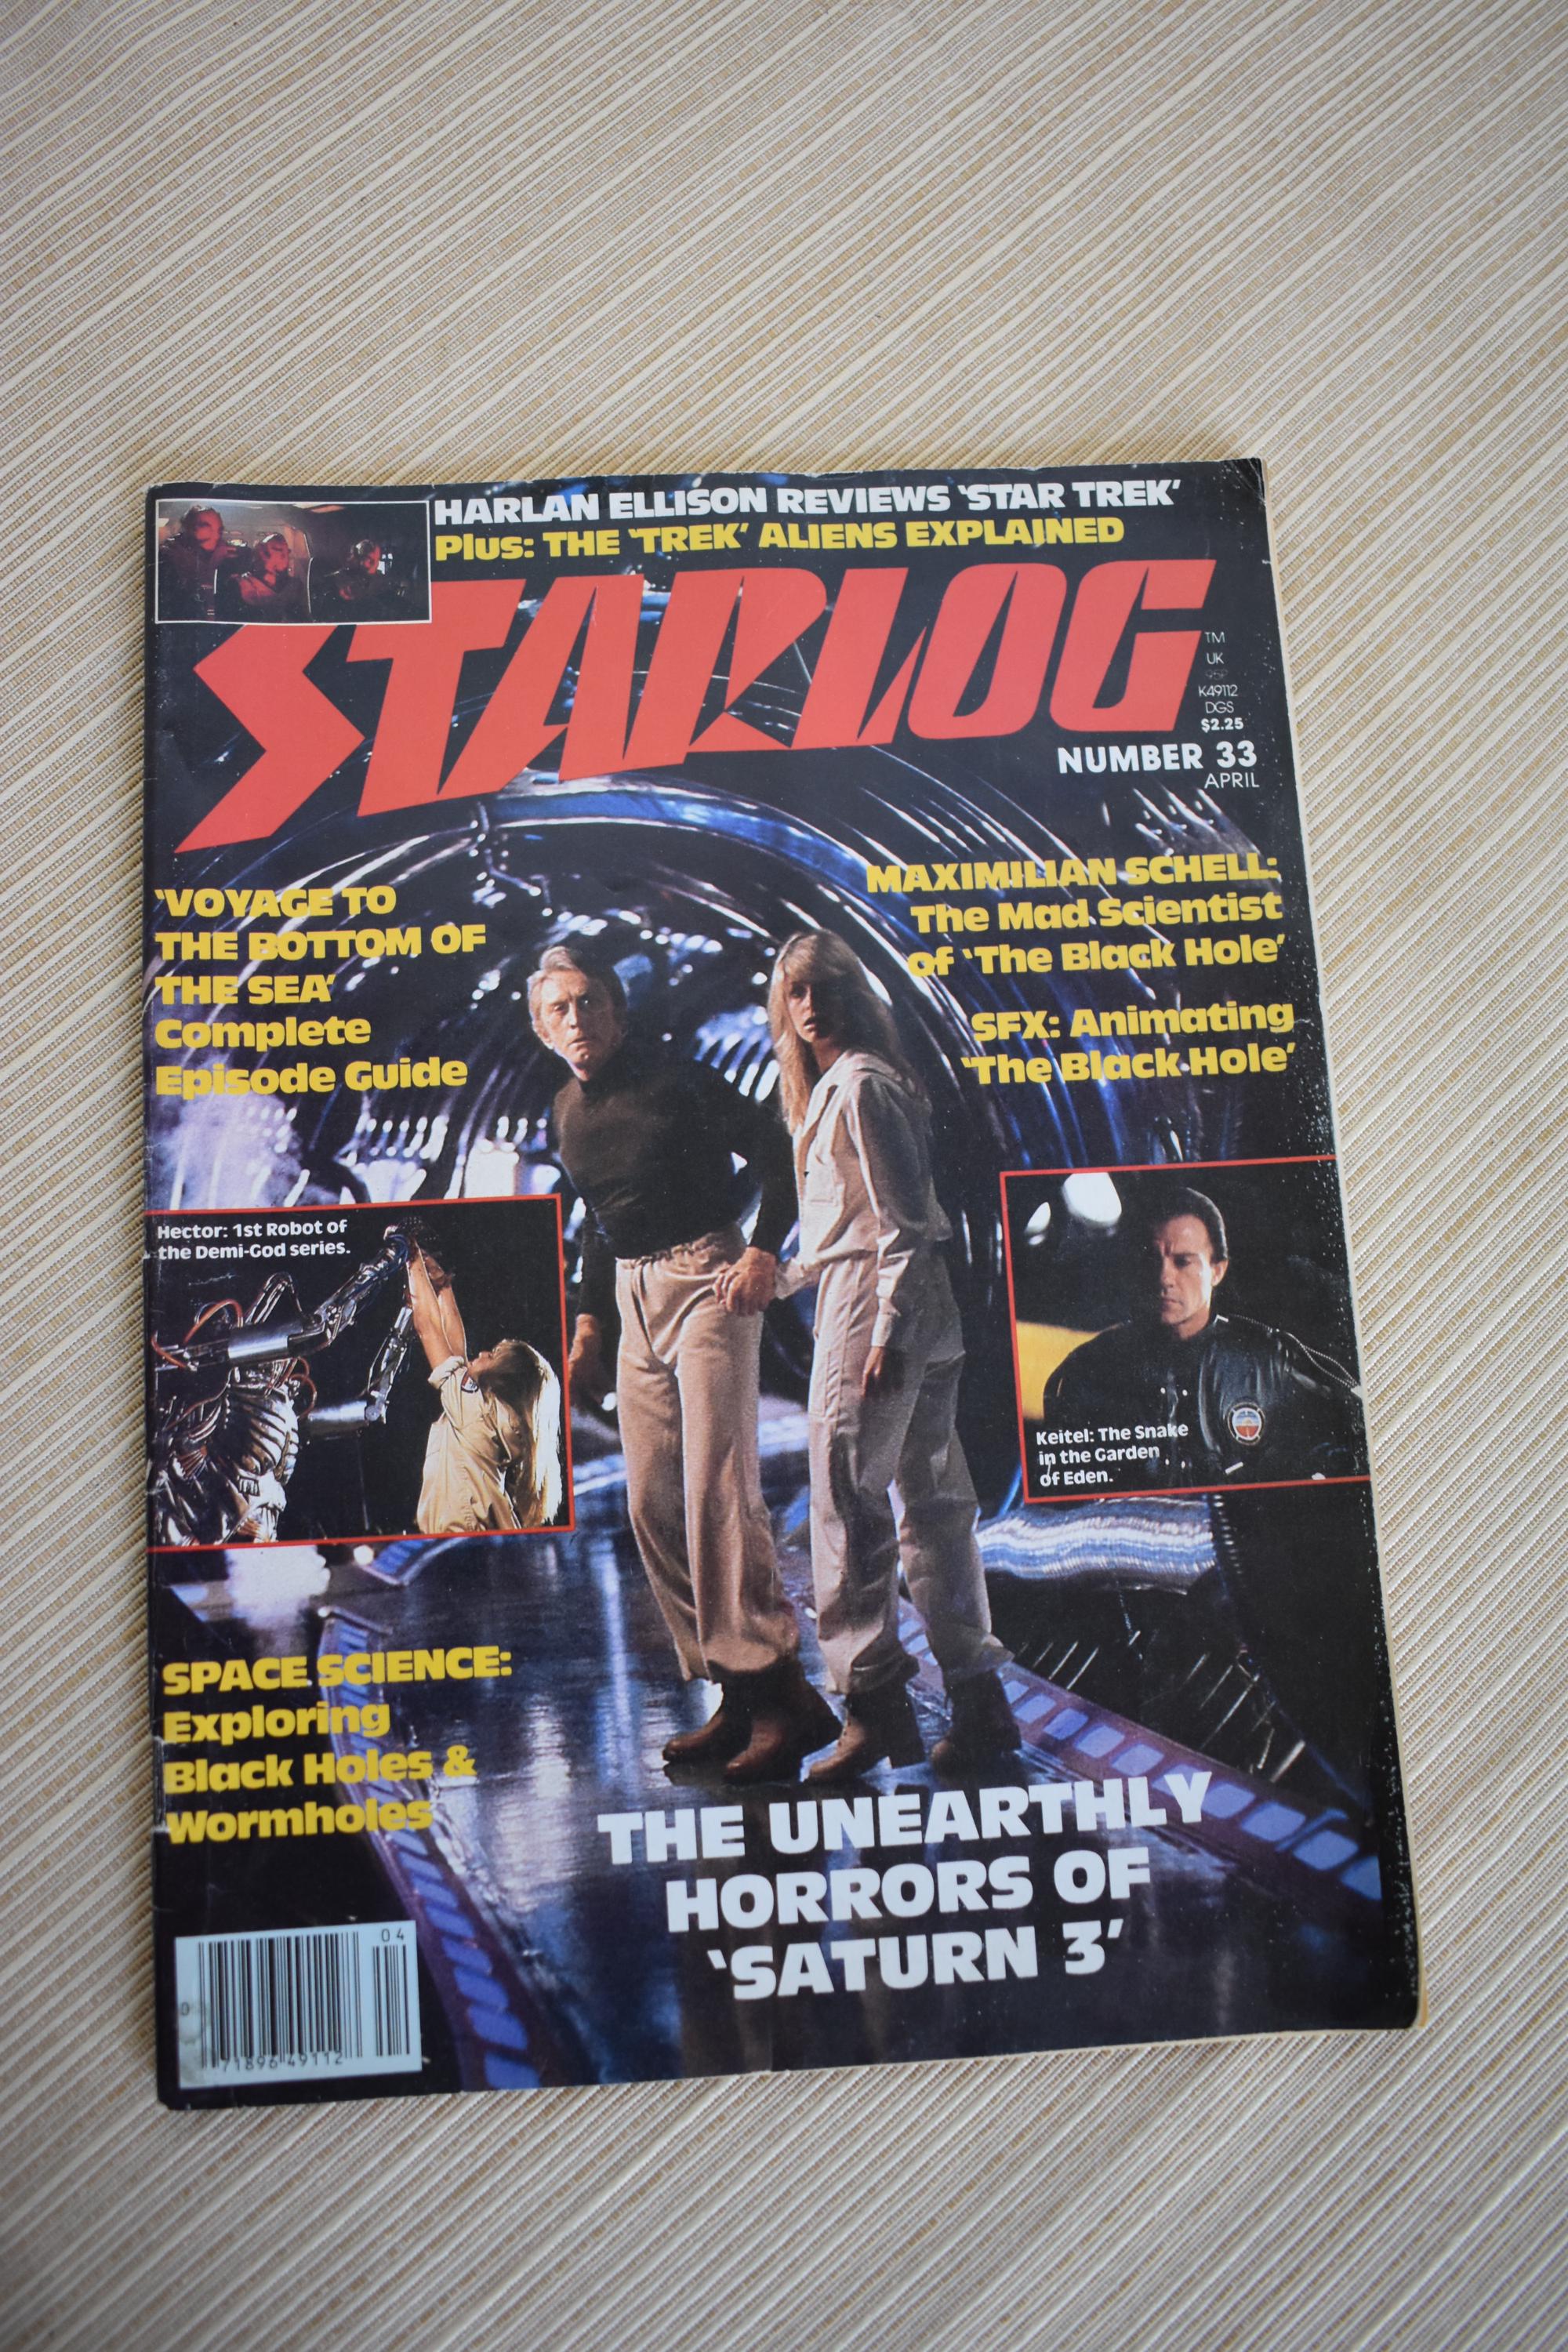 HARLAN ELLISON REVIEWS 'STAR TREK'
Plus: THE 'TREK' ALIENS EXPLAINED
STARLOG
TM
UK
K49112
DGS
$2.25
NUMBER 33
APRIL
'VOYAGE TO
THE BOTTOM OF
THE SEA'
Complete
Episode Guide
MAXIMILIAN SCHELL:
The Mad Scientist
of 'The Black Hole'
SFX: Animating
'The Black Hole'
Hector: 1st Robot of
the Demi-God series.
Keitel: The Snake
in the Garden
of Eden.
SPACE SCIENCE:
Exploring
Black Holes &
Wormholes
THE UNEARTHLY
HORRORS OF
'SATURN 3'
04
0
71896 49112